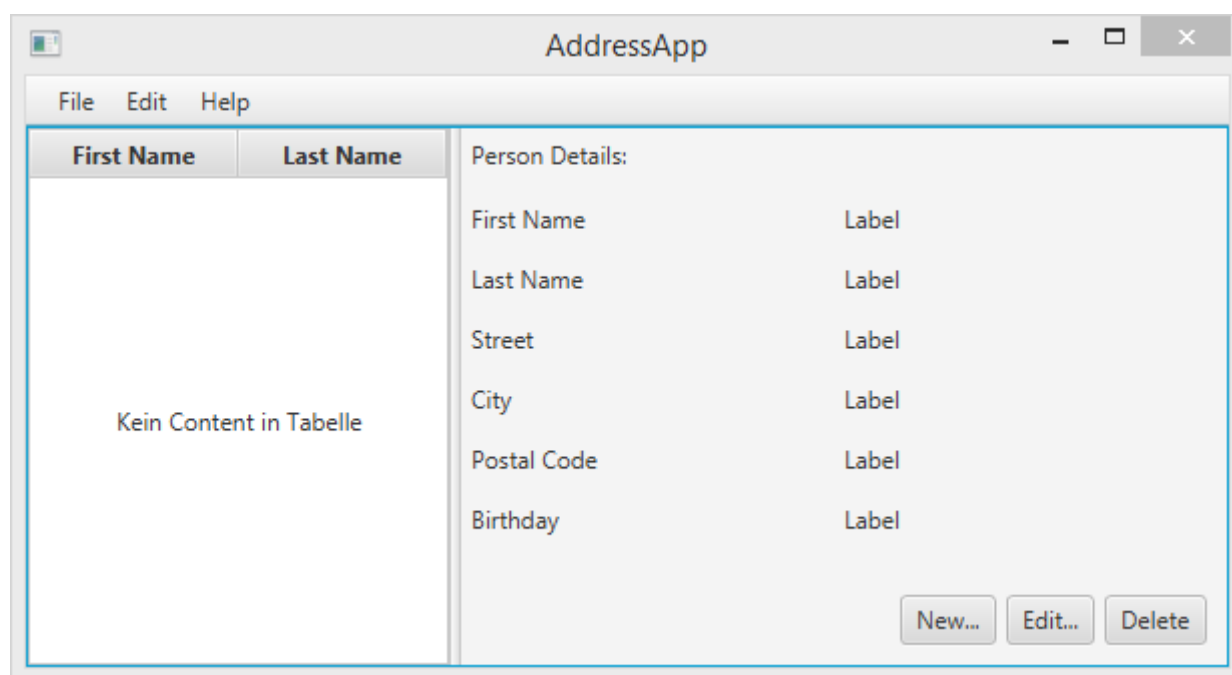 AddressApp
File Edit Help
First Name Last Name
Kein Content in Tabelle
Person Details:
First Name Label
Last Name Label
Street Label
City Label
Postal Code Label
Birthday Label
New... Edit... Delete